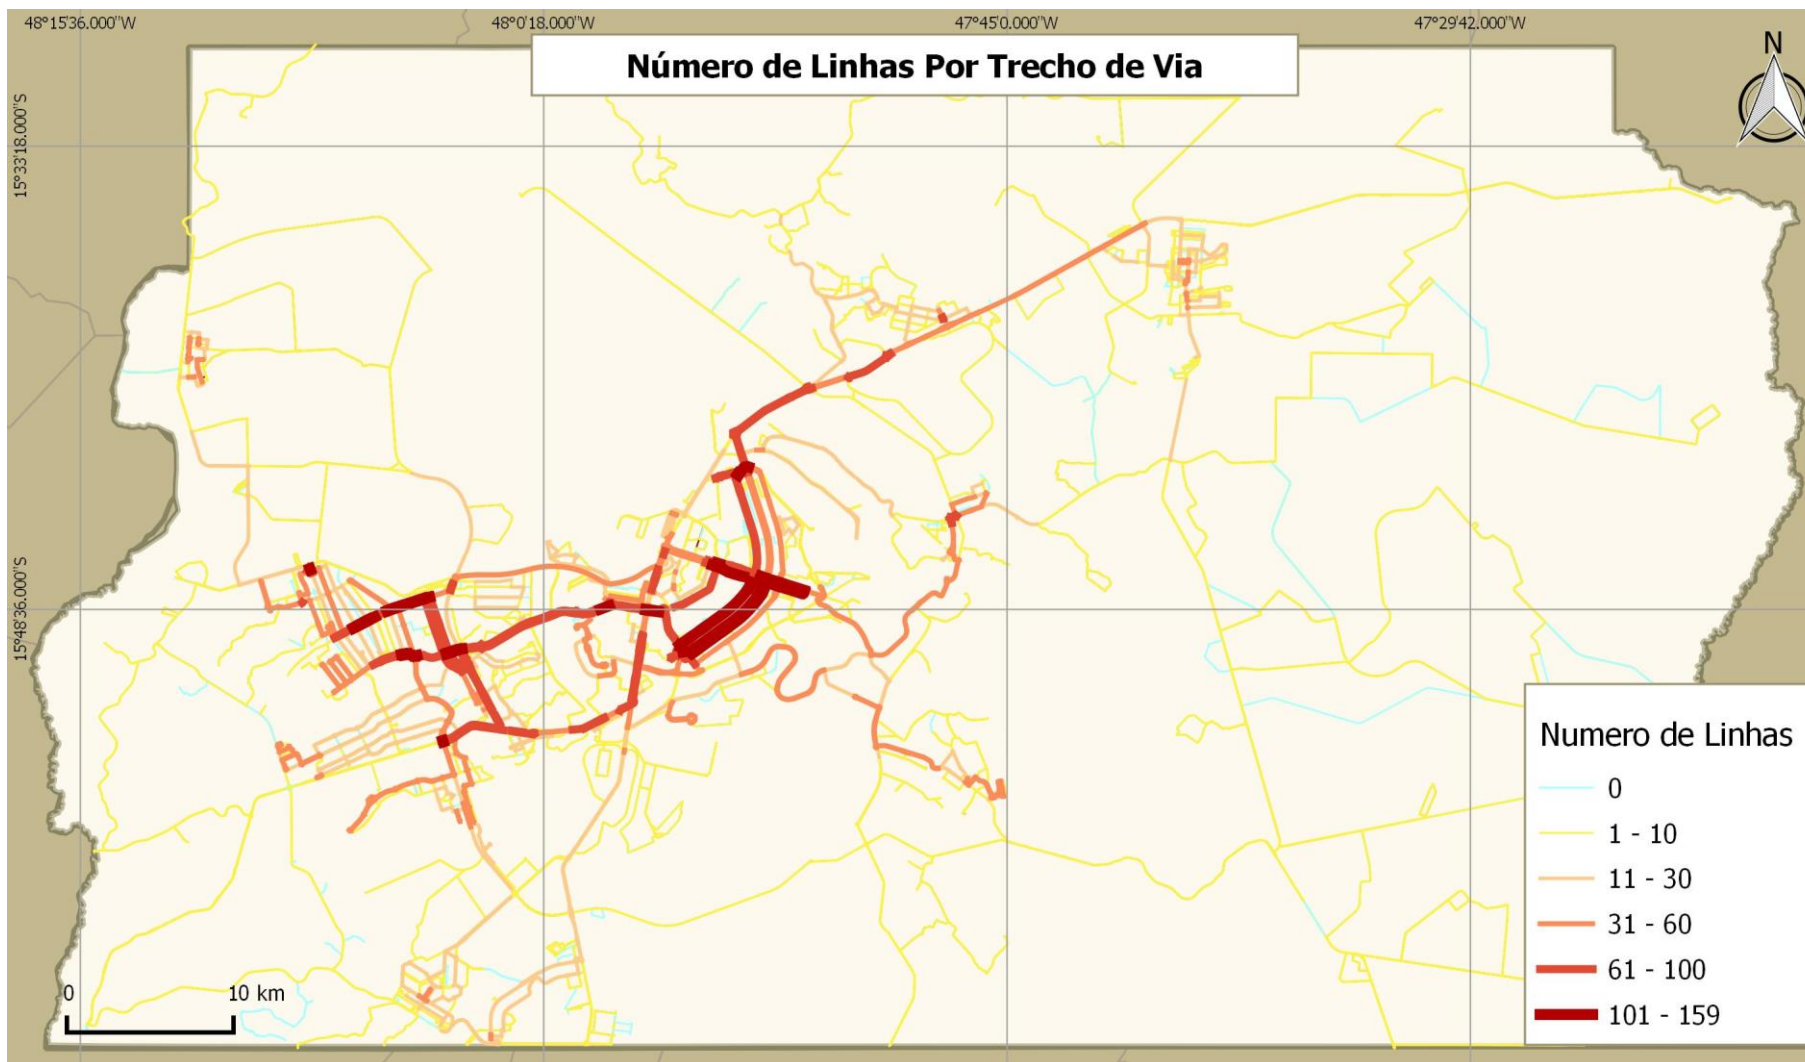 48°15'36.000"W
48°0'18.000"W
47°45'0.000"W
47°29'42.000"W
Número de Linhas Por Trecho de Via
N
15°33'18.000"S
15°48'36.000"S
Numero de Linhas
0
1 - 10
11 - 30
31 - 60
61 - 100
101 - 159
0
10 km